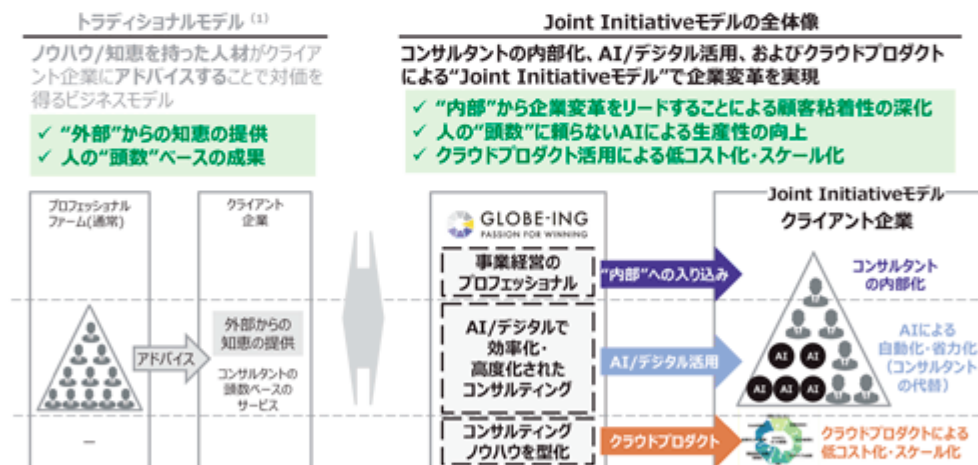 トラディショナルモデル (1)
ノウハウ/知恵を持った人材がクライ
アント企業にアドバイスすることで対価を
得るビジネスモデル
✓ “外部”からの知恵の提供
✓ 人の“頭数”ベースの成果
プロフェッショナル
ファーム(通常)
クライアント
企業
アドバイス
外部からの
知恵の提供
コンサルタントの
頭数ベースの
サービス
–
Joint Initiativeモデルの全体像
コンサルタントの内部化、AI/デジタル活用、およびクラウドプロダクト
による“Joint Initiativeモデル”で企業変革を実現
✓ “内部”から企業変革をリードすることによる顧客粘着性の深化
✓ 人の“頭数”に頼らないAIによる生産性の向上
✓ クラウドプロダクト活用による低コスト化・スケール化
GLOBE-ING
PASSION FOR WINNING
Joint Initiativeモデル
クライアント企業
事業経営の
プロフェッショナル
“内部”への入り込み
コンサルタント
の内部化
AI/デジタルで
効率化・
高度化された
コンサルティング
AI/デジタル活用
AI AI
AI AI AI
AIによる
自動化・省力化
(コンサルタント
の代替)
コンサルティング
ノウハウを型化
クラウドプロダクト
クラウドプロダクトによる
低コスト化・スケール化